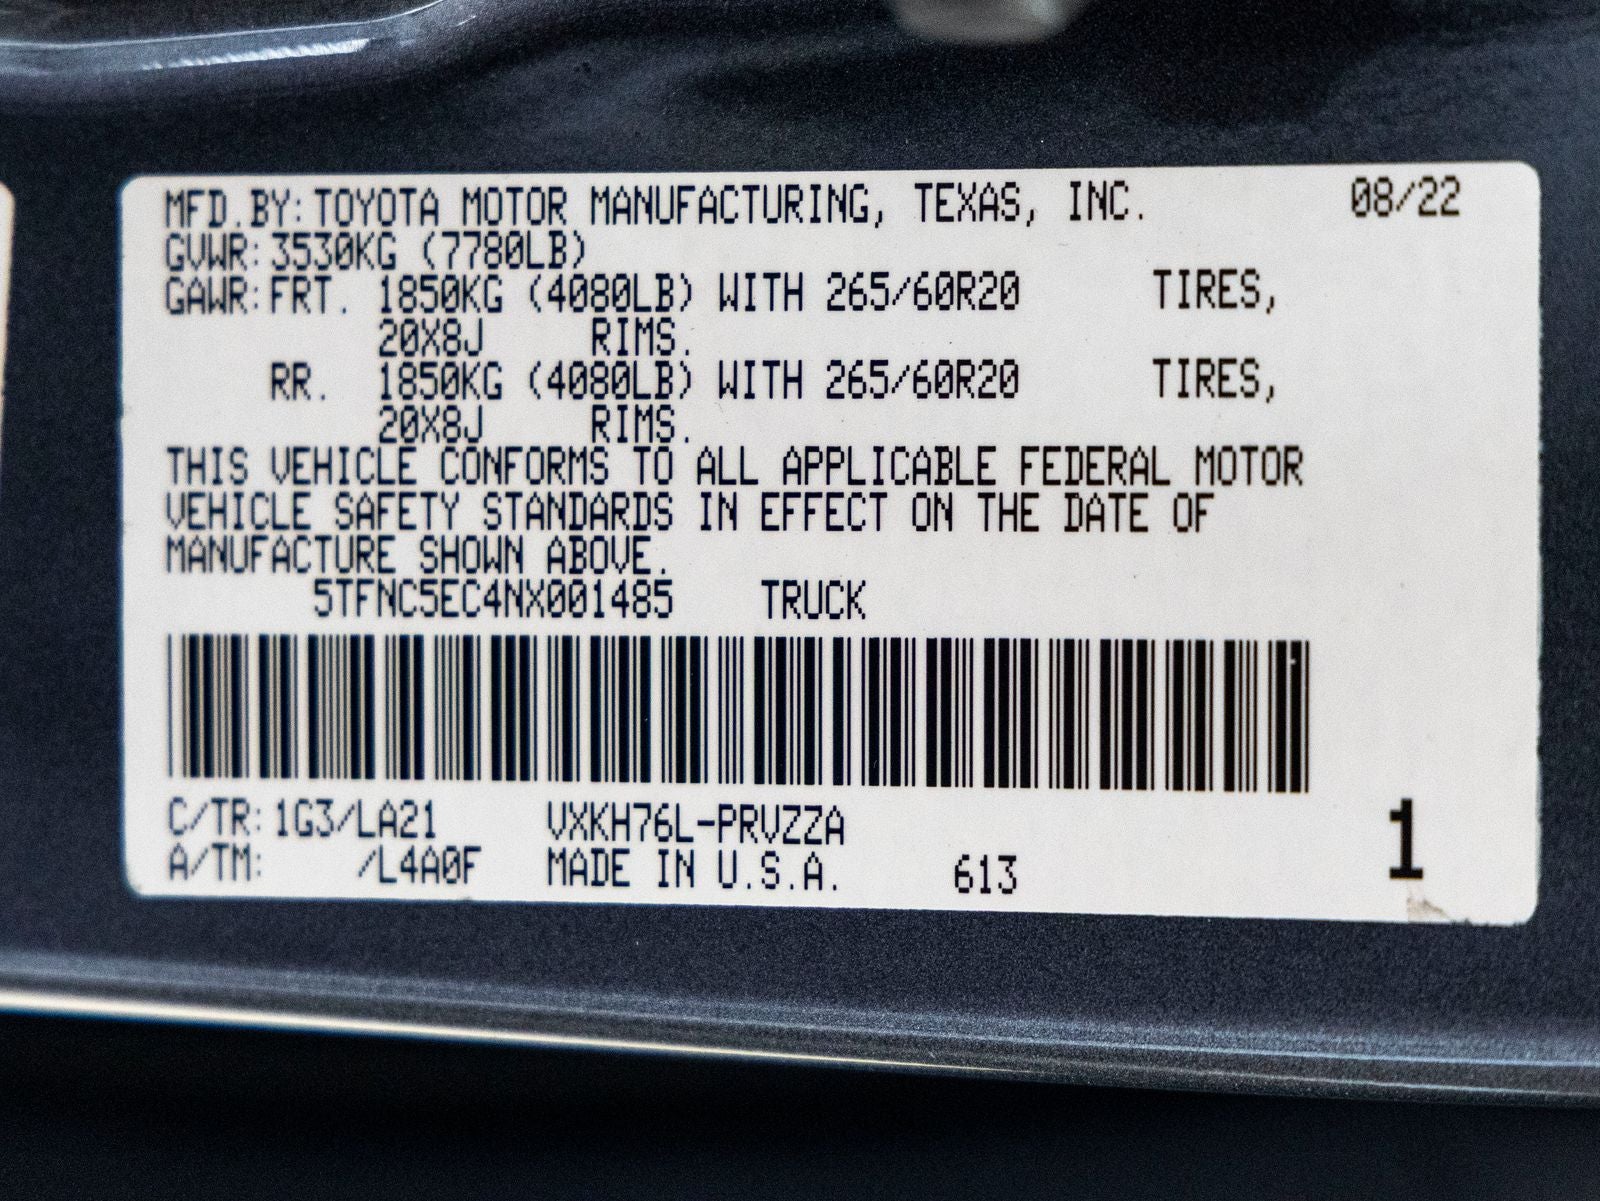 MFD.BY:TOYOTA MOTOR MANUFACTURING, TEXAS, INC. 08/22
GVWR:3530KG (7780LB)
GAWR:FRT. 1850KG (4080LB) WITH 265/60R20 TIRES,
20X8J RIMS.
RR. 1850KG (4080LB) WITH 265/60R20 TIRES,
20X8J RIMS.
THIS VEHICLE CONFORMS TO ALL APPLICABLE FEDERAL MOTOR
VEHICLE SAFETY STANDARDS IN EFFECT ON THE DATE OF
MANUFACTURE SHOWN ABOVE.
5TFNC5EC4NX001485 TRUCK
C/TR:1G3/LA21 VXKH76L-PRVZZA
A/TM: /L4A0F MADE IN U.S.A. 613 1